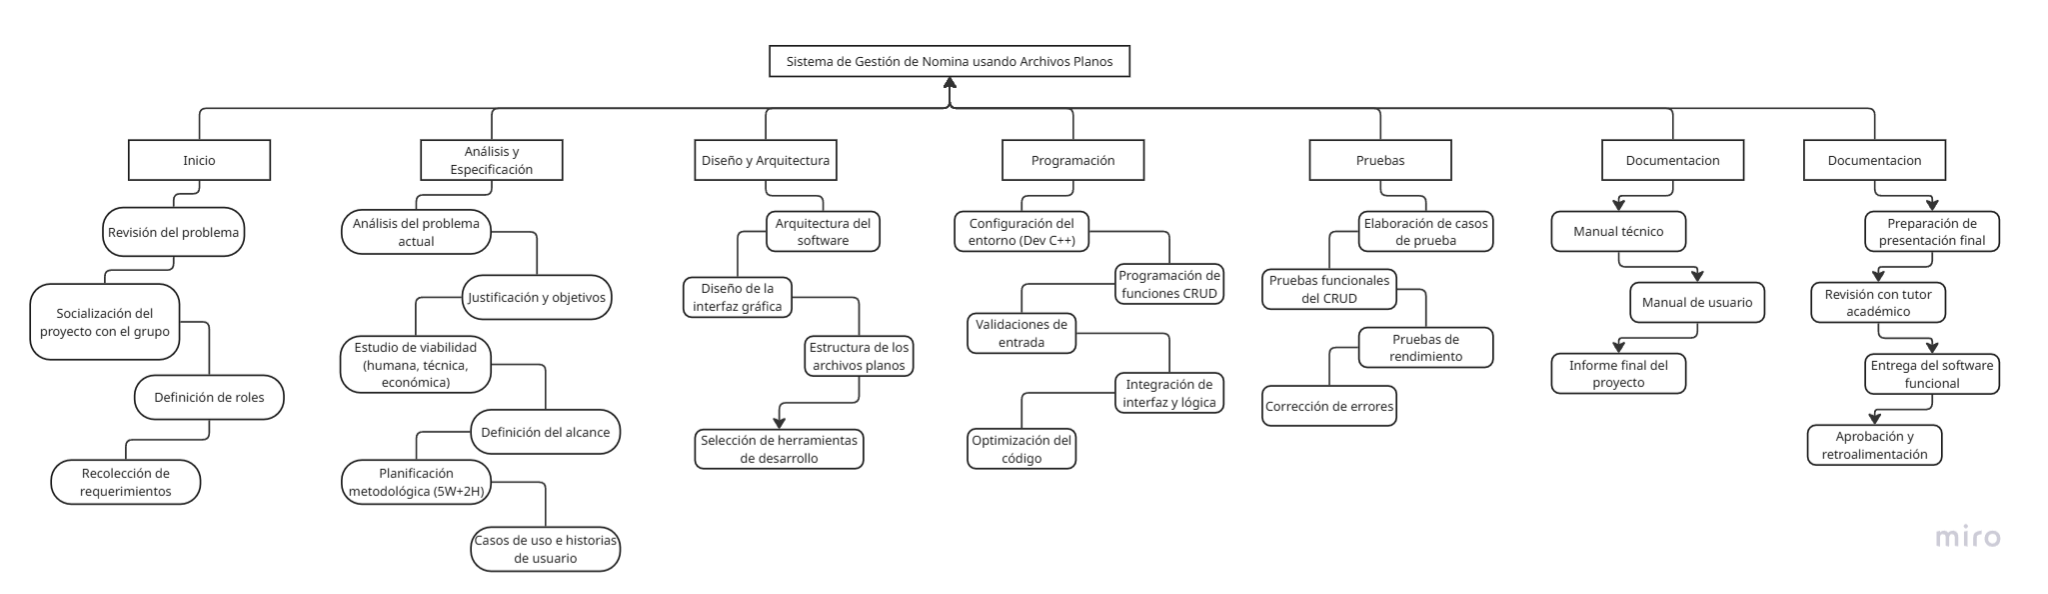 Sistema de Gestión de Nomina usando Archivos Planos
Inicio
Revisión del problema
Socialización del
proyecto con el grupo
Definición de roles
Recolección de
requerimientos
Análisis y
Especificación
Análisis del problema
actual
Justificación y objetivos
Estudio de viabilidad
(humana, técnica,
económica)
Definición del alcance
Planificación
metodológica (5W+2H)
Casos de uso e historias
de usuario
Diseño y Arquitectura
Arquitectura del
software
Diseño de la
interfaz gráfica
Estructura de los
archivos planos
Selección de herramientas
de desarrollo
Programación
Configuración del
entorno (Dev C++)
Programación de
funciones CRUD
Validaciones de
entrada
Integración de
interfaz y lógica
Optimización del
código
Pruebas
Elaboración de casos
de prueba
Pruebas funcionales
del CRUD
Pruebas de
rendimiento
Corrección de errores
Documentacion
Manual técnico
Manual de usuario
Informe final del
proyecto
Documentacion
Preparación de
presentación final
Revisión con tutor
académico
Entrega del software
funcional
Aprobación y
retroalimentación
miro